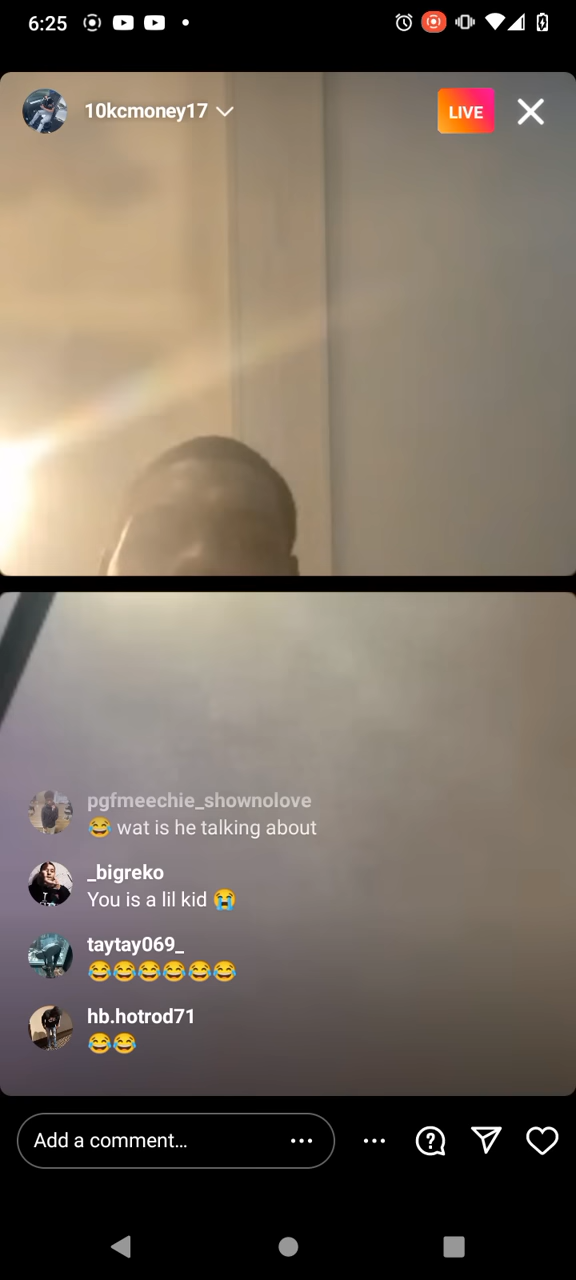 6:25
10kcmoney17
LIVE
pgfmeechie_shownolove
😂 wat is he talking about
_bigreko
You is a lil kid 😭
taytay069_
😂😂😂😂😂😂
hb.hotrod71
😂😂
Add a comment...